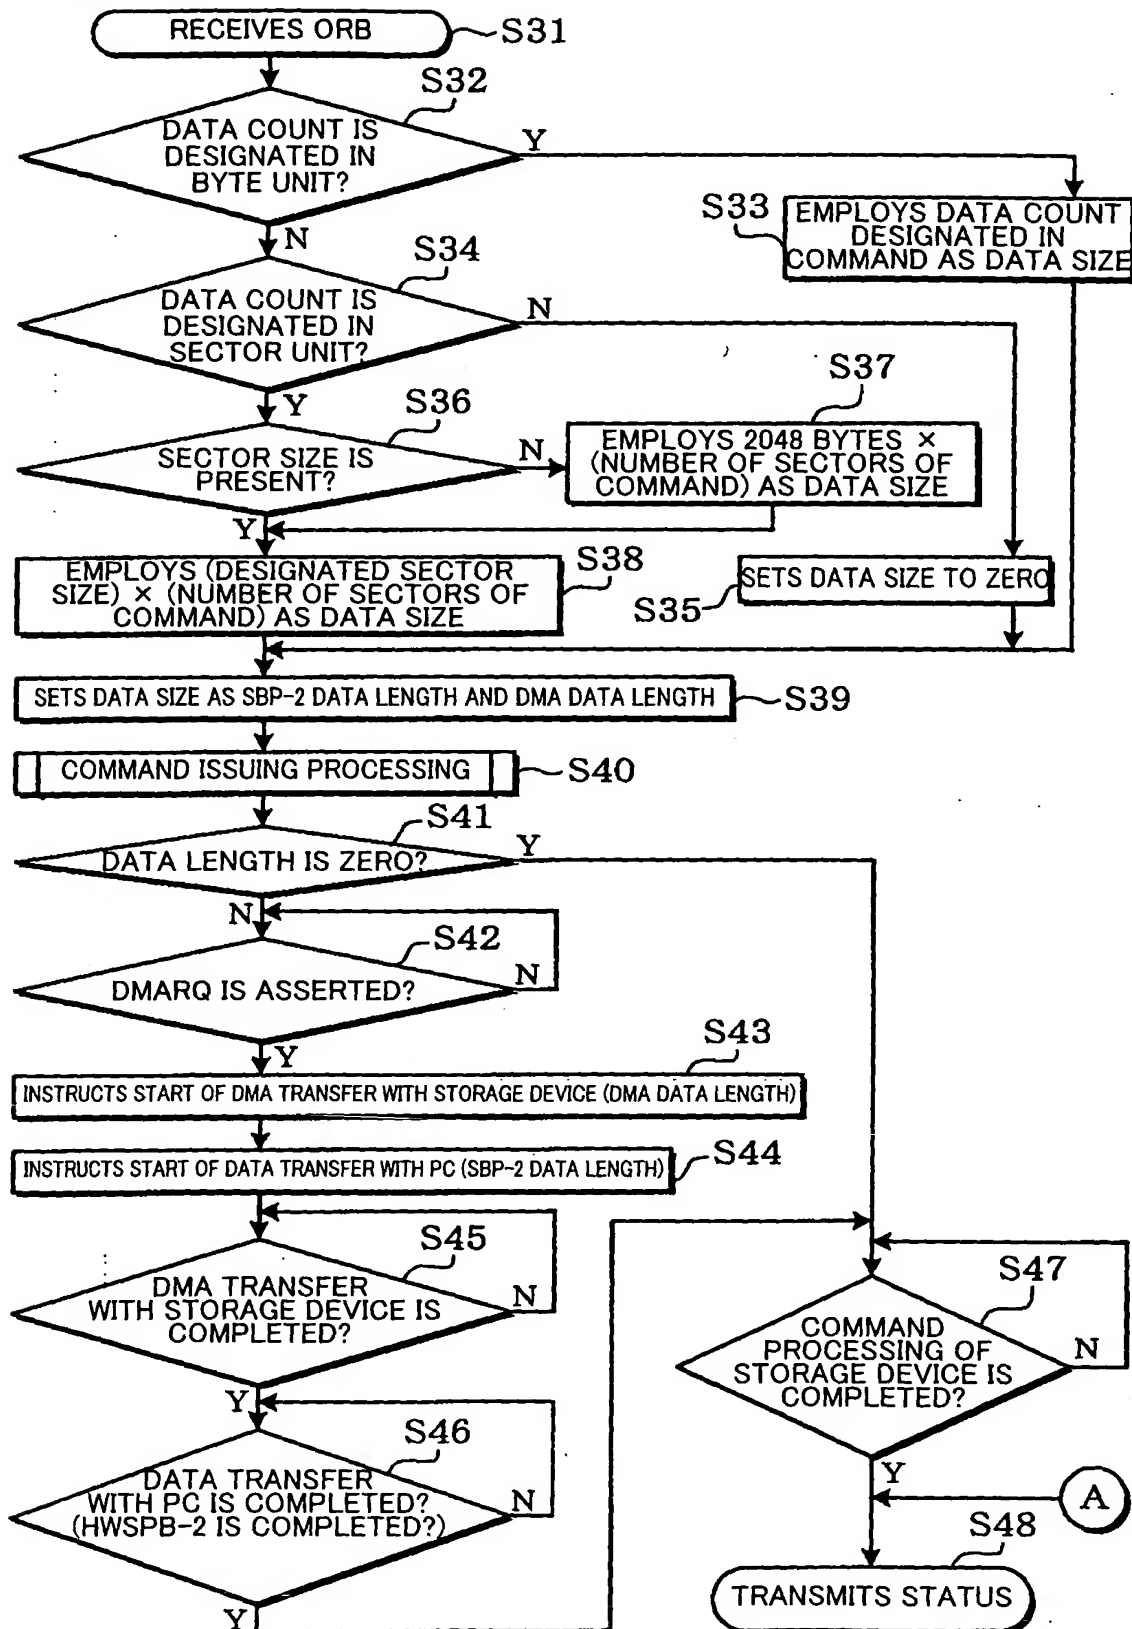 RECEIVES ORB
S31
S32
DATA COUNT IS
DESIGNATED IN
BYTE UNIT?
Y
N
S33
EMPLOYS DATA COUNT
DESIGNATED IN
COMMAND AS DATA SIZE
S34
DATA COUNT IS
DESIGNATED IN
SECTOR UNIT?
N
Y
S36
SECTOR SIZE IS
PRESENT?
N
Y
S37
EMPLOYS 2048 BYTES ×
(NUMBER OF SECTORS OF
COMMAND) AS DATA SIZE
S38
EMPLOYS (DESIGNATED SECTOR
SIZE) × (NUMBER OF SECTORS OF
COMMAND) AS DATA SIZE
SETS DATA SIZE TO ZERO
S35
SETS DATA SIZE AS SBP-2 DATA LENGTH AND DMA DATA LENGTH
S39
COMMAND ISSUING PROCESSING
S40
S41
DATA LENGTH IS ZERO?
Y
N
S42
DMARQ IS ASSERTED?
N
Y
S43
INSTRUCTS START OF DMA TRANSFER WITH STORAGE DEVICE (DMA DATA LENGTH)
INSTRUCTS START OF DATA TRANSFER WITH PC (SBP-2 DATA LENGTH)
S44
S45
DMA TRANSFER
WITH STORAGE DEVICE IS
COMPLETED?
N
Y
S46
DATA TRANSFER
WITH PC IS COMPLETED?
(HWSPB-2 IS COMPLETED?)
N
Y
S47
COMMAND
PROCESSING OF
STORAGE DEVICE IS
COMPLETED?
N
Y
A
S48
TRANSMITS STATUS